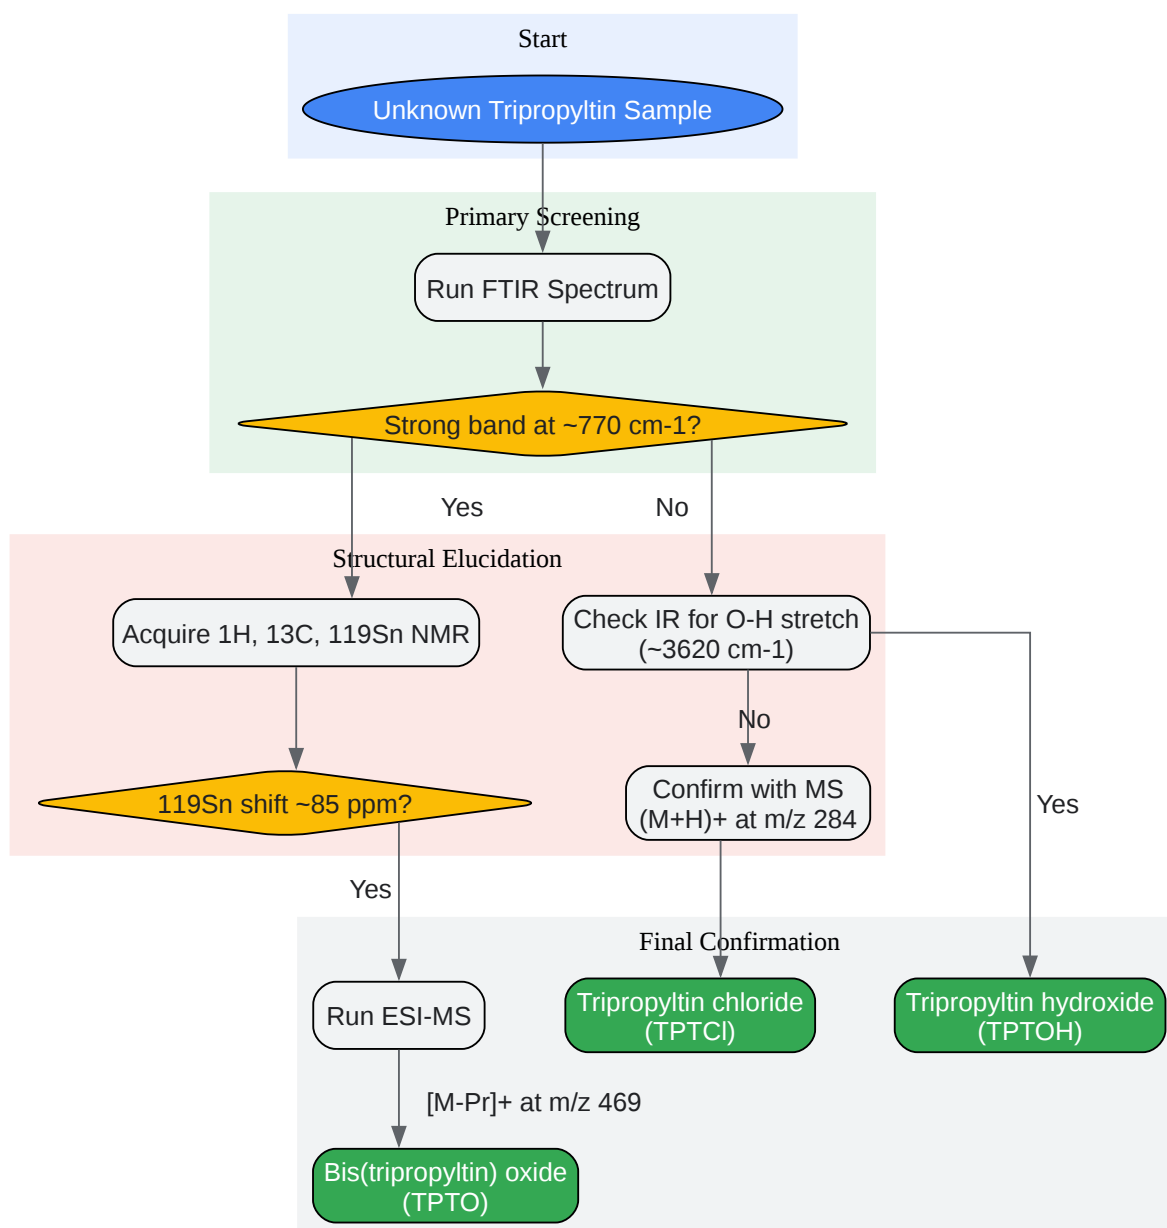 Start
Unknown Tripropyltin Sample
Primary Screening
Run FTIR Spectrum
Strong band at ~770 cm-1?
Yes
No
Structural Elucidation
Acquire 1H, 13C, 119Sn NMR
Check IR for O-H stretch
(~3620 cm-1)
No
119Sn shift ~85 ppm?
Confirm with MS
(M+H)+ at m/z 284
Yes
Yes
Final Confirmation
Run ESI-MS
Tripropyltin chloride
(TPTCl)
Tripropyltin hydroxide
(TPTOH)
[M-Pr]+ at m/z 469
Bis(tripropyltin) oxide
(TPTO)